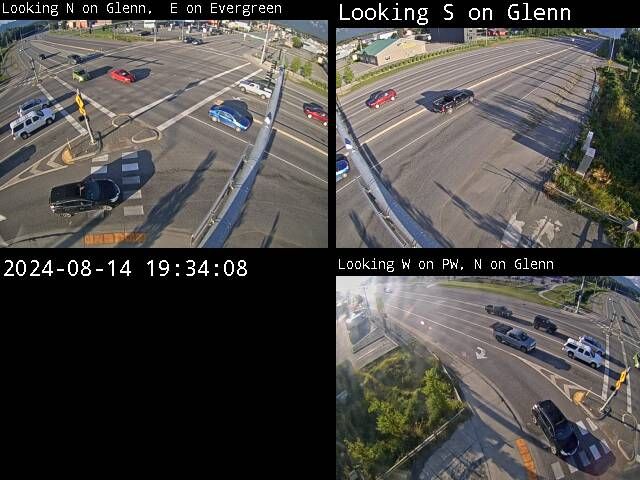 Looking N on Glenn,  E on Evergreen
Looking S on Glenn
2024-08-14 19:34:08
Looking W on PW, N on Glenn